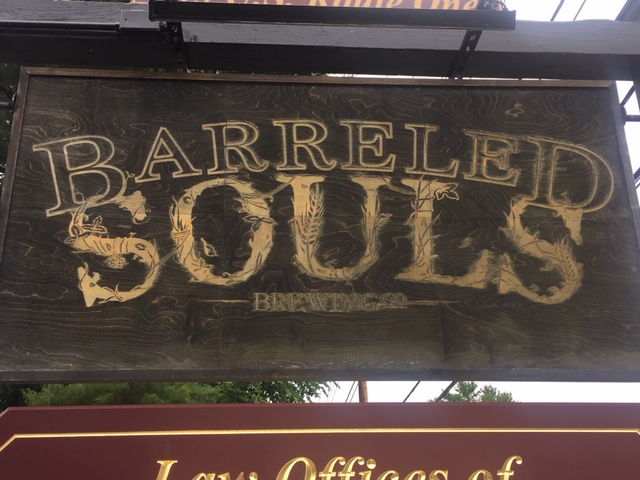 BARRELED
SOULS
BREWING CO.
Law Offices of